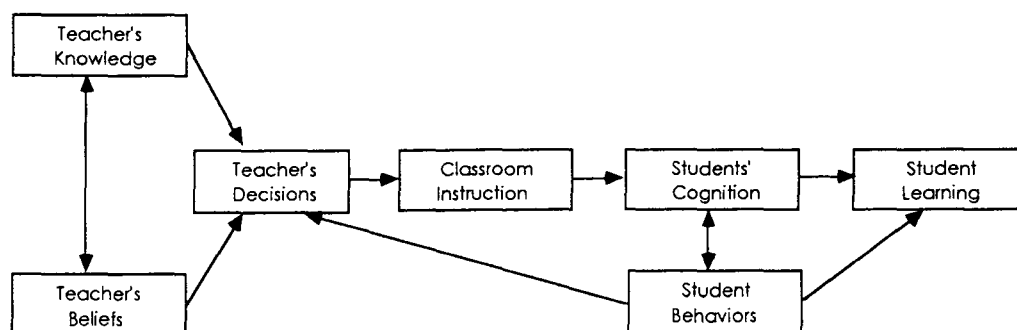 Teacher's
Knowledge
Teacher's
Decisions
Classroom
Instruction
Students'
Cognition
Student
Learning
Teacher's
Beliefs
Student
Behaviors